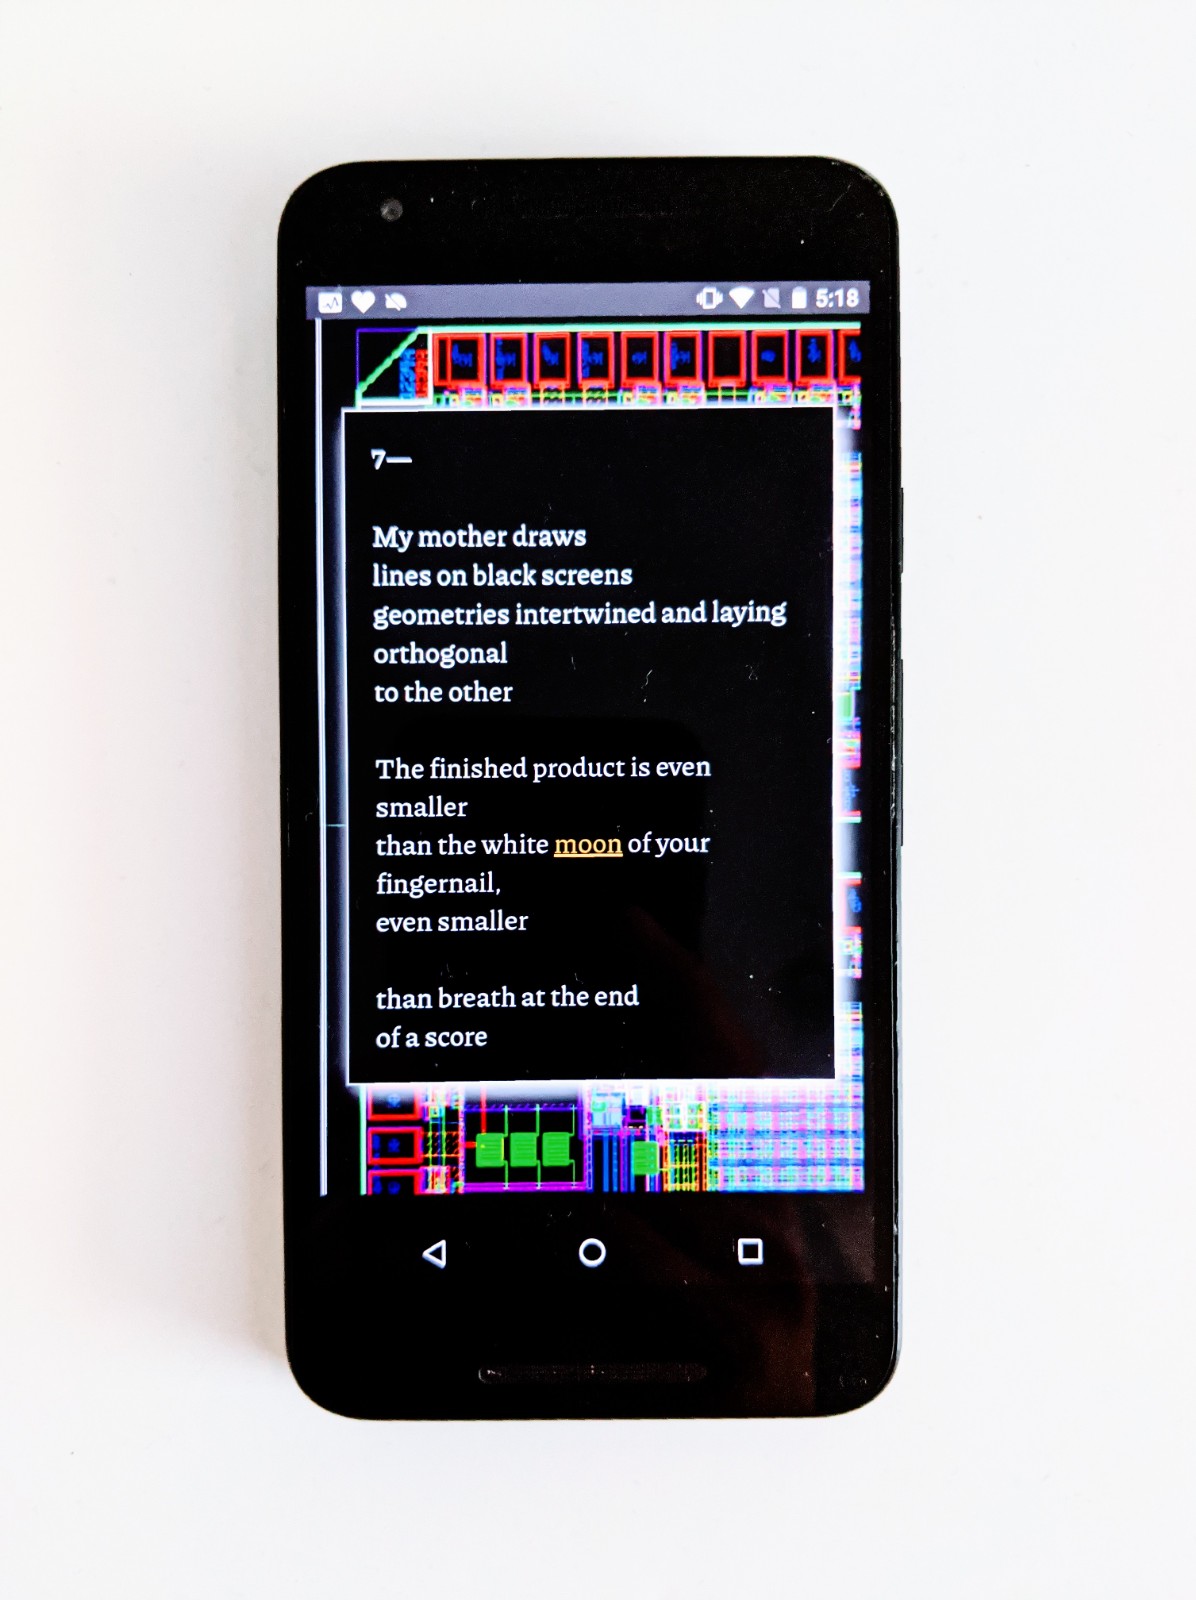 5:18
7—
My mother draws
lines on black screens
geometries intertwined and laying
orthogonal
to the other
The finished product is even
smaller
than the white moon of your
fingernail,
even smaller
than breath at the end
of a score